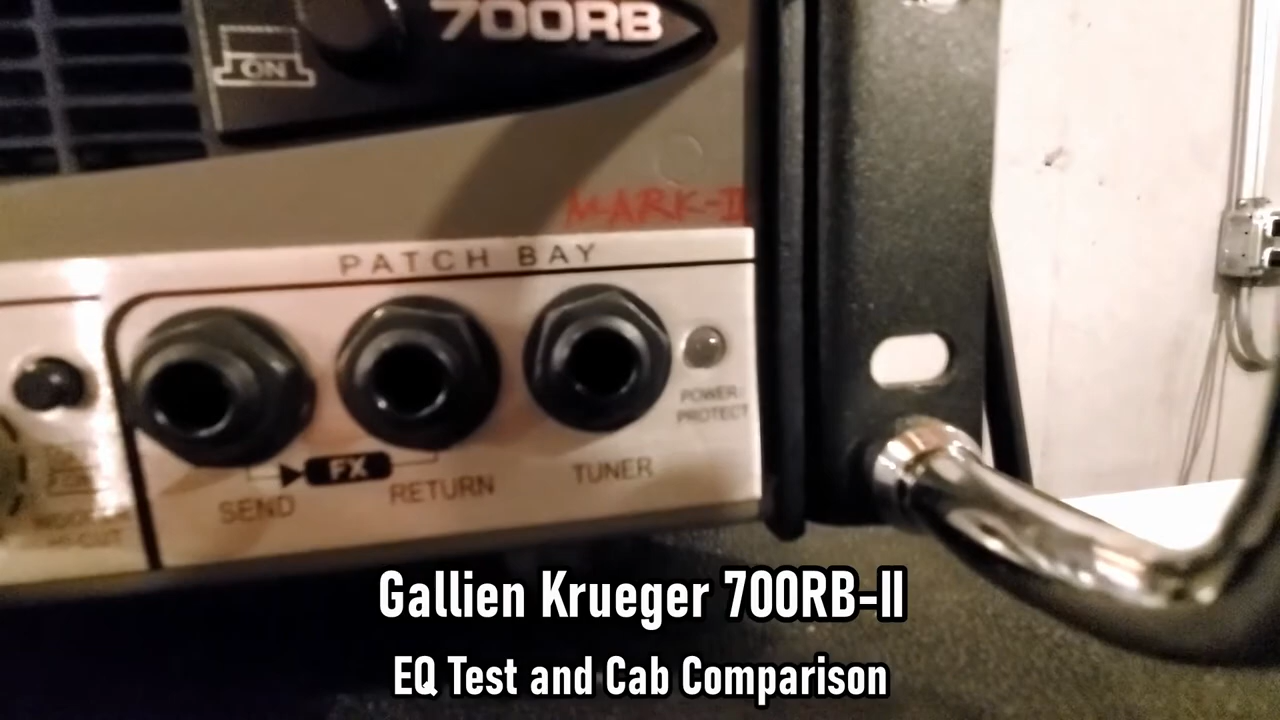 700RB
ON
MARK-II
PATCH BAY
POWER/
PROTECT
FX
SEND
RETURN
TUNER
Gallien Krueger 700RB-II
EQ Test and Cab Comparison